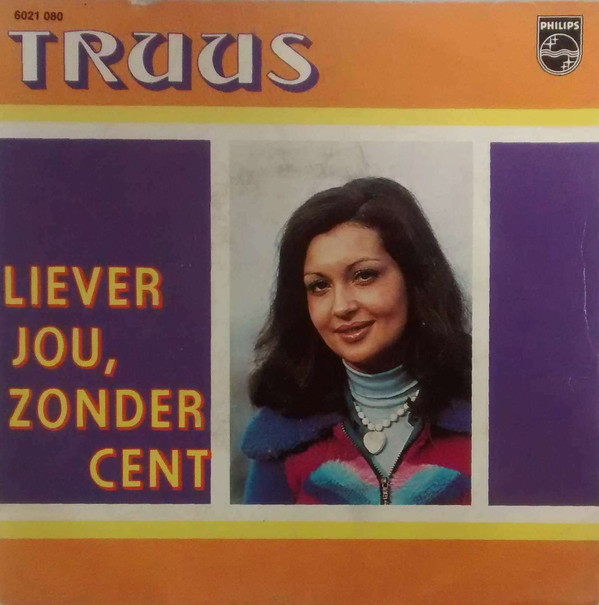 6021 080
TRUUS
PHILIPS
LIEVER
JOU,
ZONDER
CENT